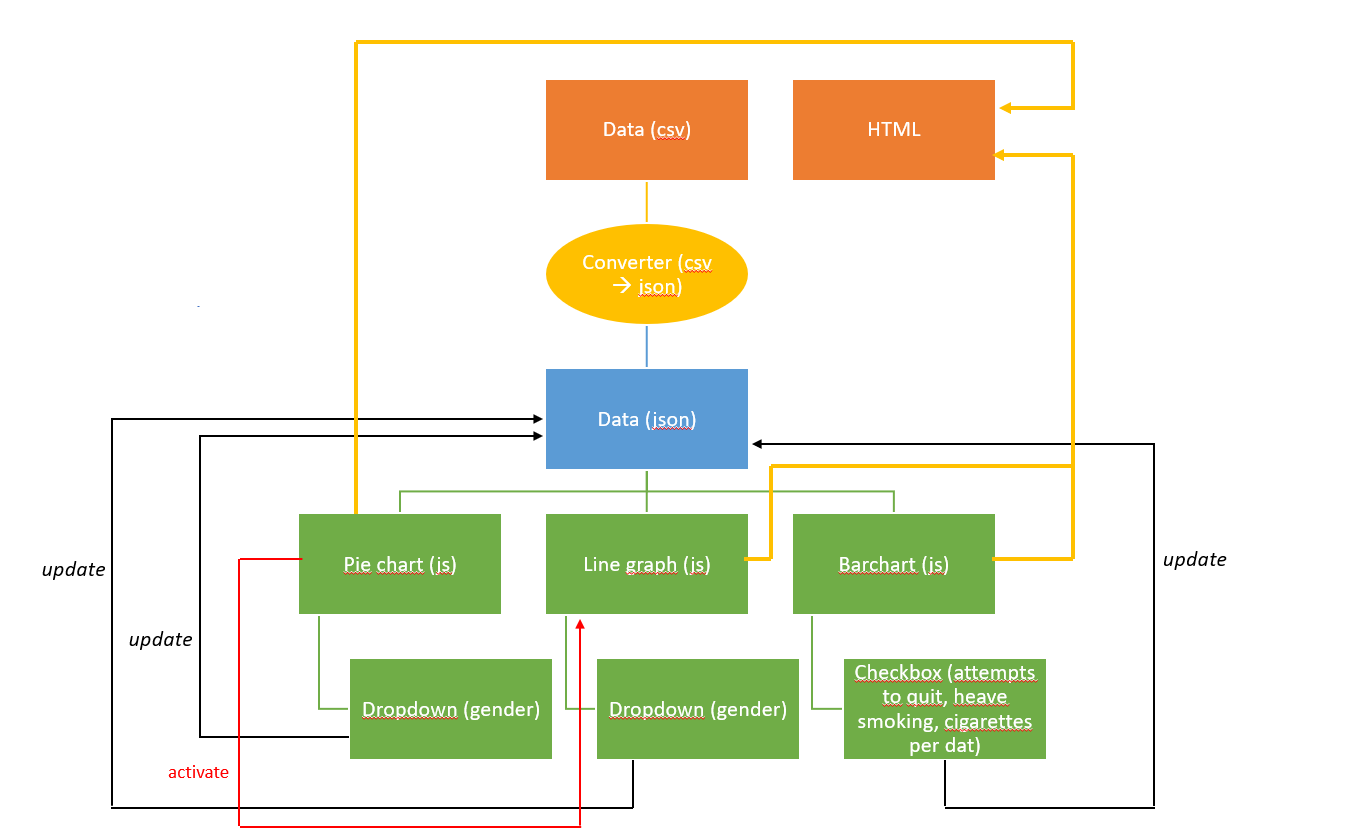 Data (csv)
HTML
Converter (csv
→ json)
Data (json)
Pie chart (js)
Line graph (js)
Barchart (js)
update
update
update
Dropdown (gender)
Dropdown (gender)
Checkbox (attempts
to quit, heave
smoking, cigarettes
per dat)
activate